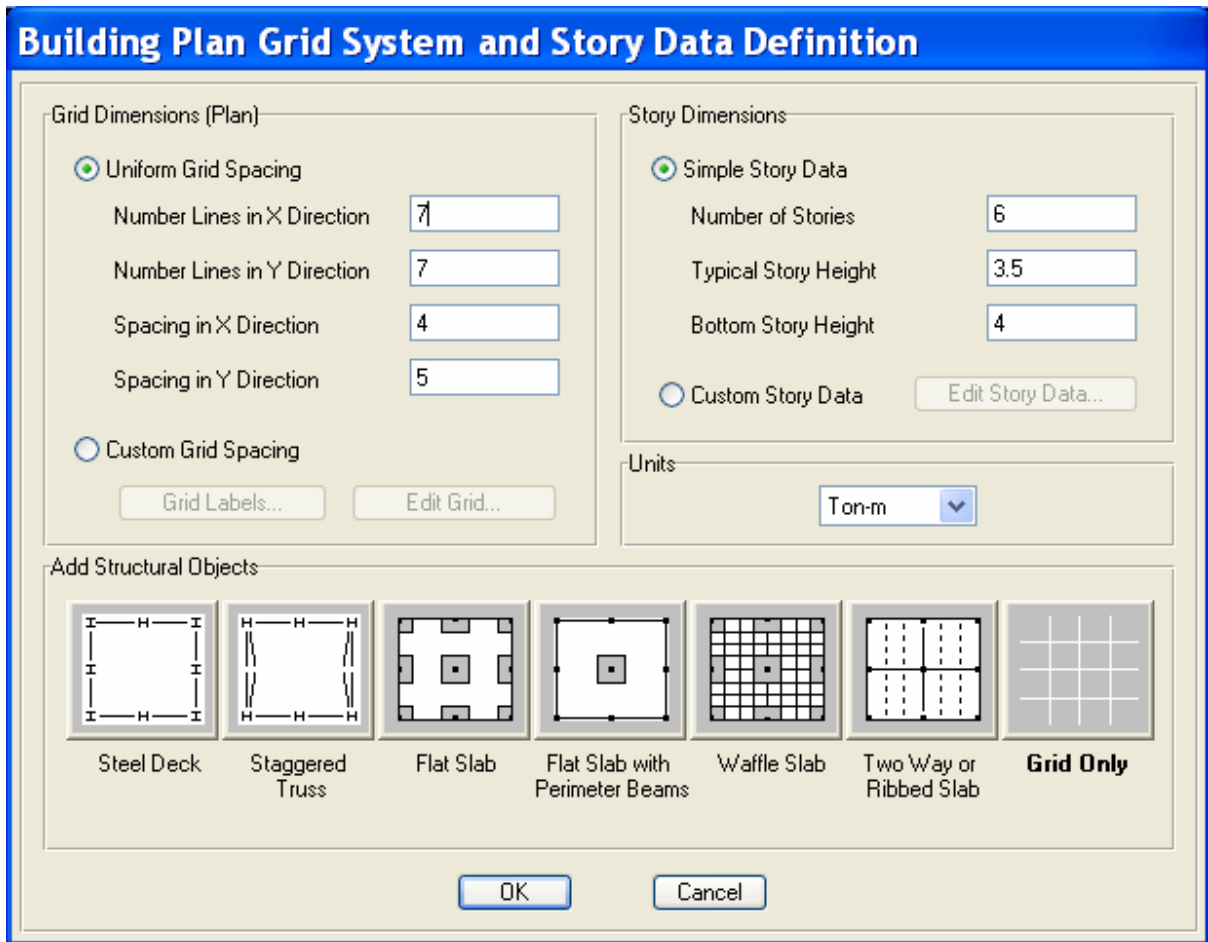 Building Plan Grid System and Story Data Definition
Grid Dimensions (Plan)
Uniform Grid Spacing
Number Lines in X Direction 7
Number Lines in Y Direction 7
Spacing in X Direction 4
Spacing in Y Direction 5
Custom Grid Spacing
Grid Labels... Edit Grid...
Story Dimensions
Simple Story Data
Number of Stories 6
Typical Story Height 3.5
Bottom Story Height 4
Custom Story Data Edit Story Data...
Units
Ton-m
Add Structural Objects
Steel Deck
Staggered
Truss
Flat Slab
Flat Slab with
Perimeter Beams
Waffle Slab
Two Way or
Ribbed Slab
Grid Only
OK Cancel